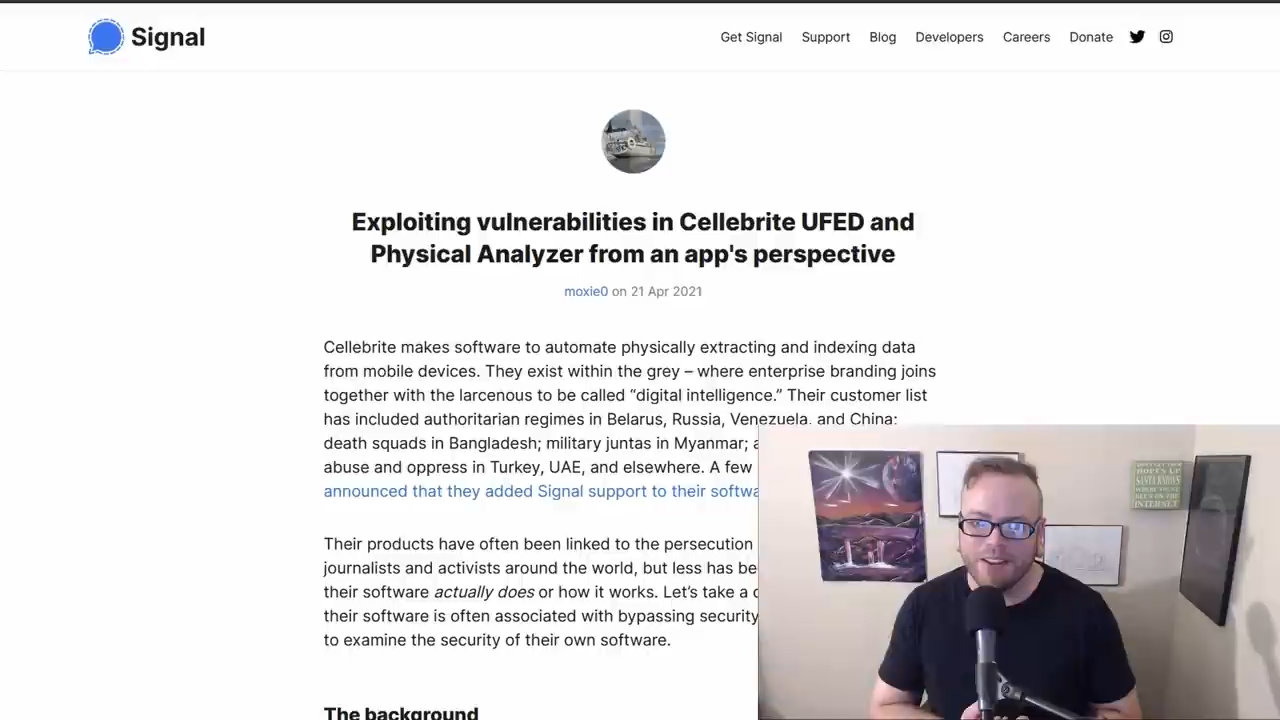 Signal
Get Signal Support Blog Developers Careers Donate
Exploiting vulnerabilities in Cellebrite UFED and
Physical Analyzer from an app's perspective
moxie0 on 21 Apr 2021
Cellebrite makes software to automate physically extracting and indexing data
from mobile devices. They exist within the grey – where enterprise branding joins
together with the larcenous to be called “digital intelligence.” Their customer list
has included authoritarian regimes in Belarus, Russia, Venezuela, and China;
death squads in Bangladesh; military juntas in Myanmar;
abuse and oppress in Turkey, UAE, and elsewhere. A few
announced that they added Signal support to their
Their products have often been linked to the persecution
journalists and activists around the world, but less has
their software actually does or how it works. Let’s take a
their software is often associated with bypassing security
to examine the security of their own software.
The background
HOPE'S UP
SANTA KNOWS
INTERNET